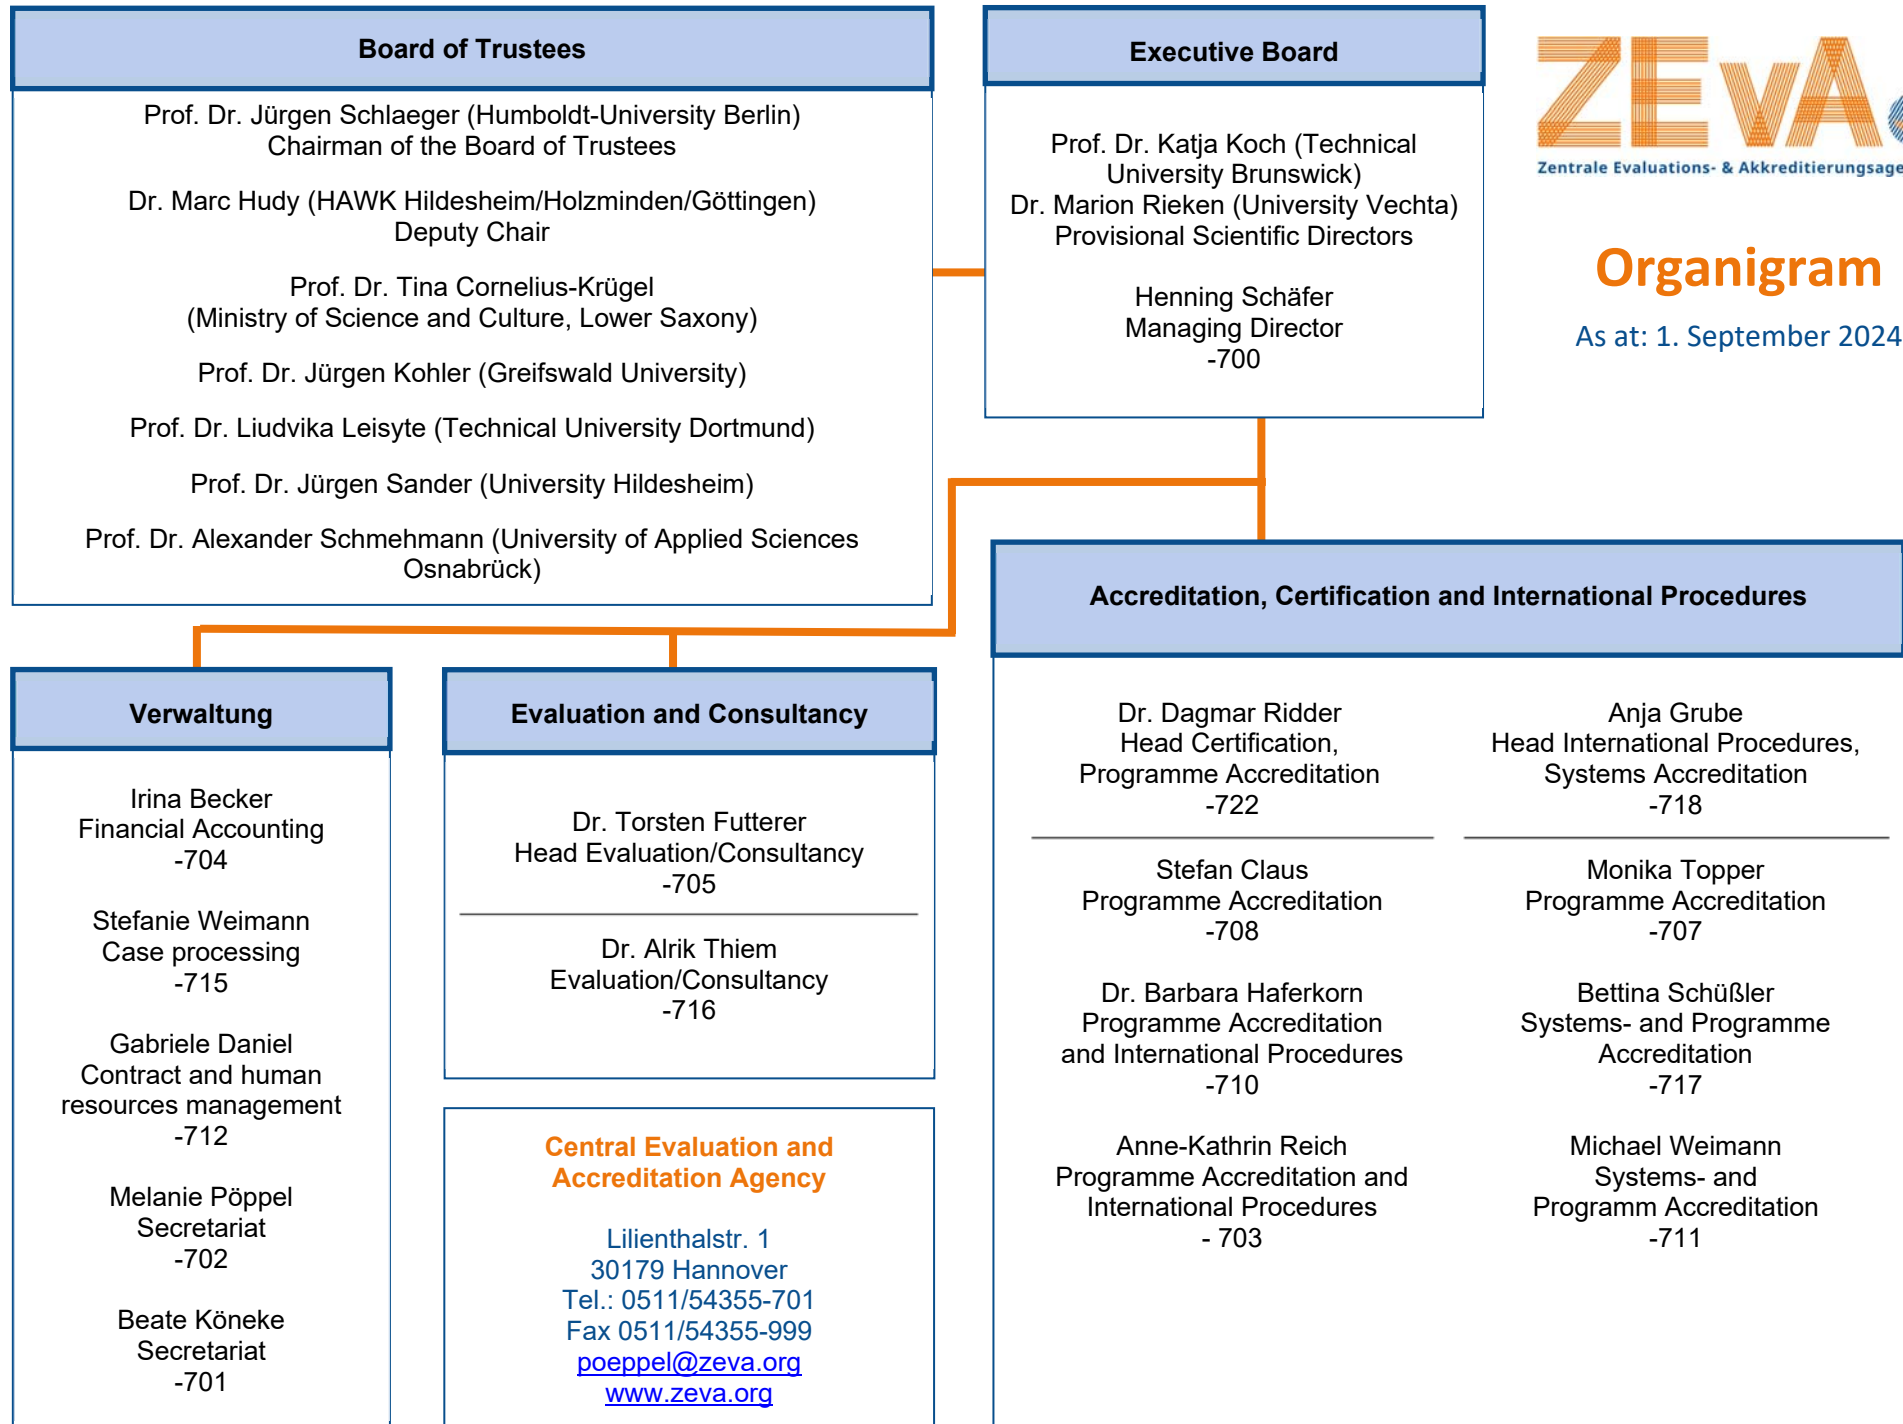 Board of Trustees
Prof. Dr. Jürgen Schlaeger (Humboldt-University Berlin)
Chairman of the Board of Trustees
Dr. Marc Hudy (HAWK Hildesheim/Holzminden/Göttingen)
Deputy Chair
Prof. Dr. Tina Cornelius-Krügel
(Ministry of Science and Culture, Lower Saxony)
Prof. Dr. Jürgen Kohler (Greifswald University)
Prof. Dr. Liudvika Leisyte (Technical University Dortmund)
Prof. Dr. Jürgen Sander (University Hildesheim)
Prof. Dr. Alexander Schmehmann (University of Applied Sciences
Osnabrück)
Executive Board
Prof. Dr. Katja Koch (Technical
University Brunswick)
Dr. Marion Rieken (University Vechta)
Provisional Scientific Directors
Henning Schäfer
Managing Director
-700
ZEvA
Zentrale Evaluations- & Akkreditierungsage
Organigram
As at: 1. September 2024
Verwaltung
Irina Becker
Financial Accounting
-704
Stefanie Weimann
Case processing
-715
Gabriele Daniel
Contract and human
resources management
-712
Melanie Pöppel
Secretariat
-702
Beate Köneke
Secretariat
-701
Evaluation and Consultancy
Dr. Torsten Futterer
Head Evaluation/Consultancy
-705
Dr. Alrik Thiem
Evaluation/Consultancy
-716
Central Evaluation and
Accreditation Agency
Lilienthalstr. 1
30179 Hannover
Tel.: 0511/54355-701
Fax 0511/54355-999
poeppel@zeva.org
www.zeva.org
Accreditation, Certification and International Procedures
Dr. Dagmar Ridder
Head Certification,
Programme Accreditation
-722
Stefan Claus
Programme Accreditation
-708
Dr. Barbara Haferkorn
Programme Accreditation
and International Procedures
-710
Anne-Kathrin Reich
Programme Accreditation and
International Procedures
- 703
Anja Grube
Head International Procedures,
Systems Accreditation
-718
Monika Topper
Programme Accreditation
-707
Bettina Schüßler
Systems- and Programme
Accreditation
-717
Michael Weimann
Systems- and
Programm Accreditation
-711